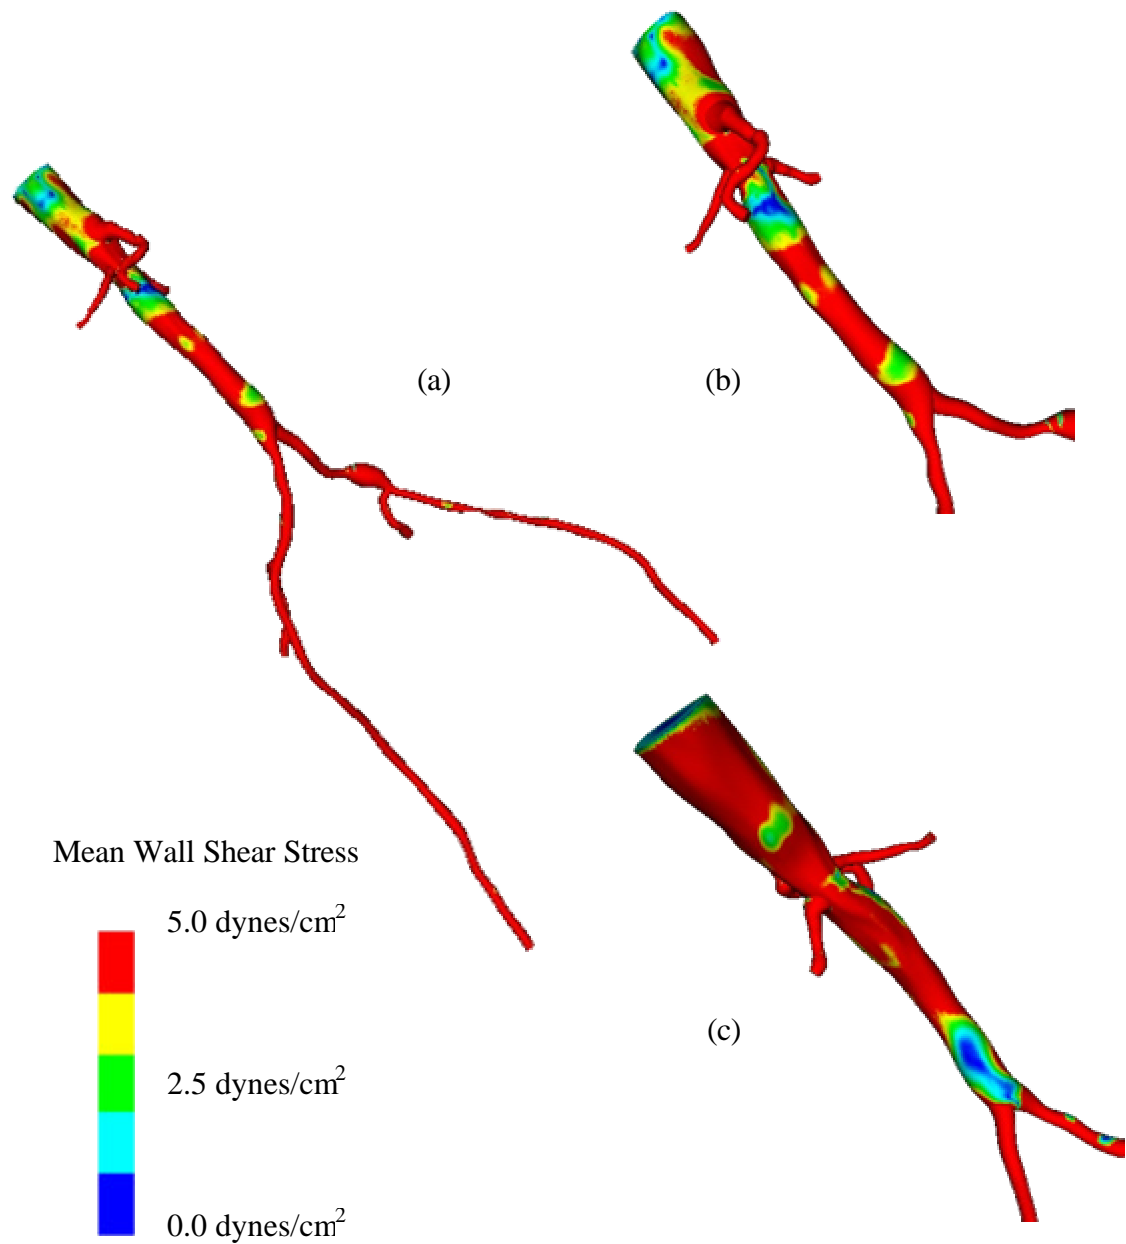 (a)
(b)
Mean Wall Shear Stress
5.0 dynes/cm²
(c)
2.5 dynes/cm²
0.0 dynes/cm²